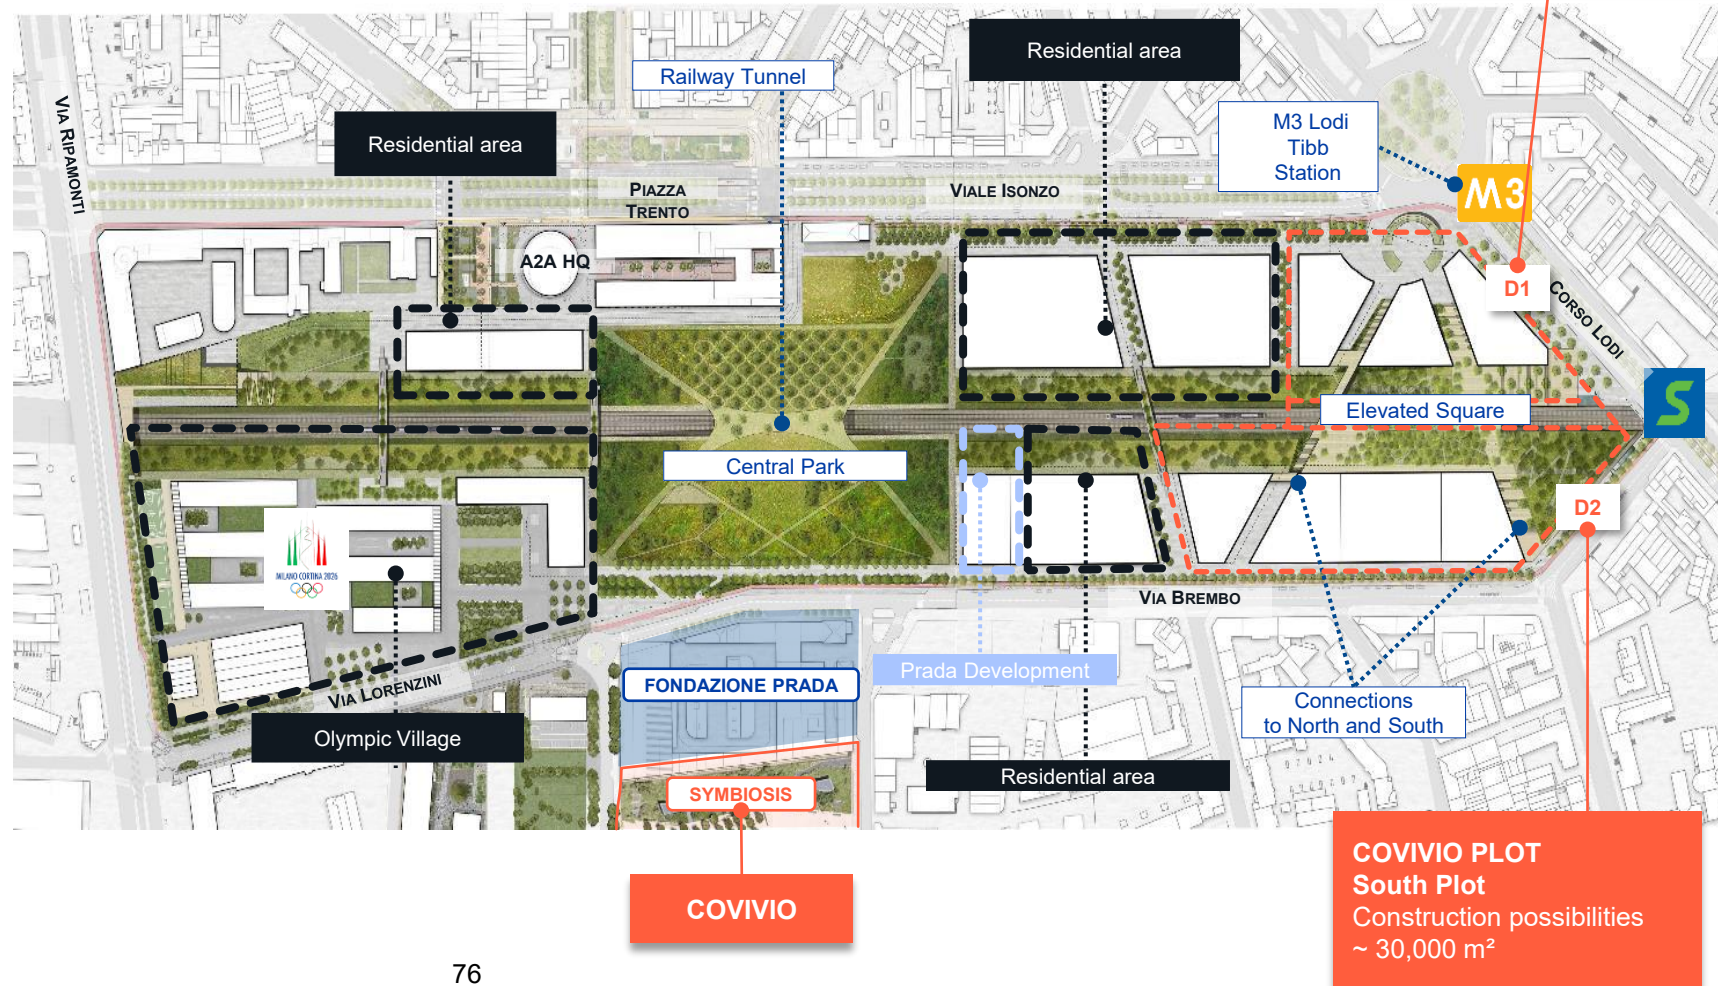 Residential area
Railway Tunnel
Residential area
M3 Lodi
Tibb
Station
M3
VIA RIPAMONTI
PIAZZA
TRENTO
VIALE ISONZO
A2A HQ
D1
CORSO LODI
S
Elevated Square
Central Park
D2
MILANO CORTINA 2026
VIA BREMBO
Prada Development
FONDAZIONE PRADA
VIA LORENZINI
Connections
to North and South
Olympic Village
Residential area
SYMBIOSIS
COVIVIO
COVIVIO PLOT
South Plot
Construction possibilities
~ 30,000 m²
76